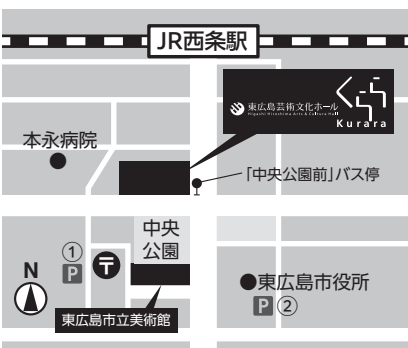 JR西条駅
東広島芸術文化ホール
Higashi Hiroshima Arts & Culture Hall
くらら
Kurara
本永病院
「中央公園前」バス停
中央
公園
①
P
〒
N
東広島市立美術館
東広島市役所
P②